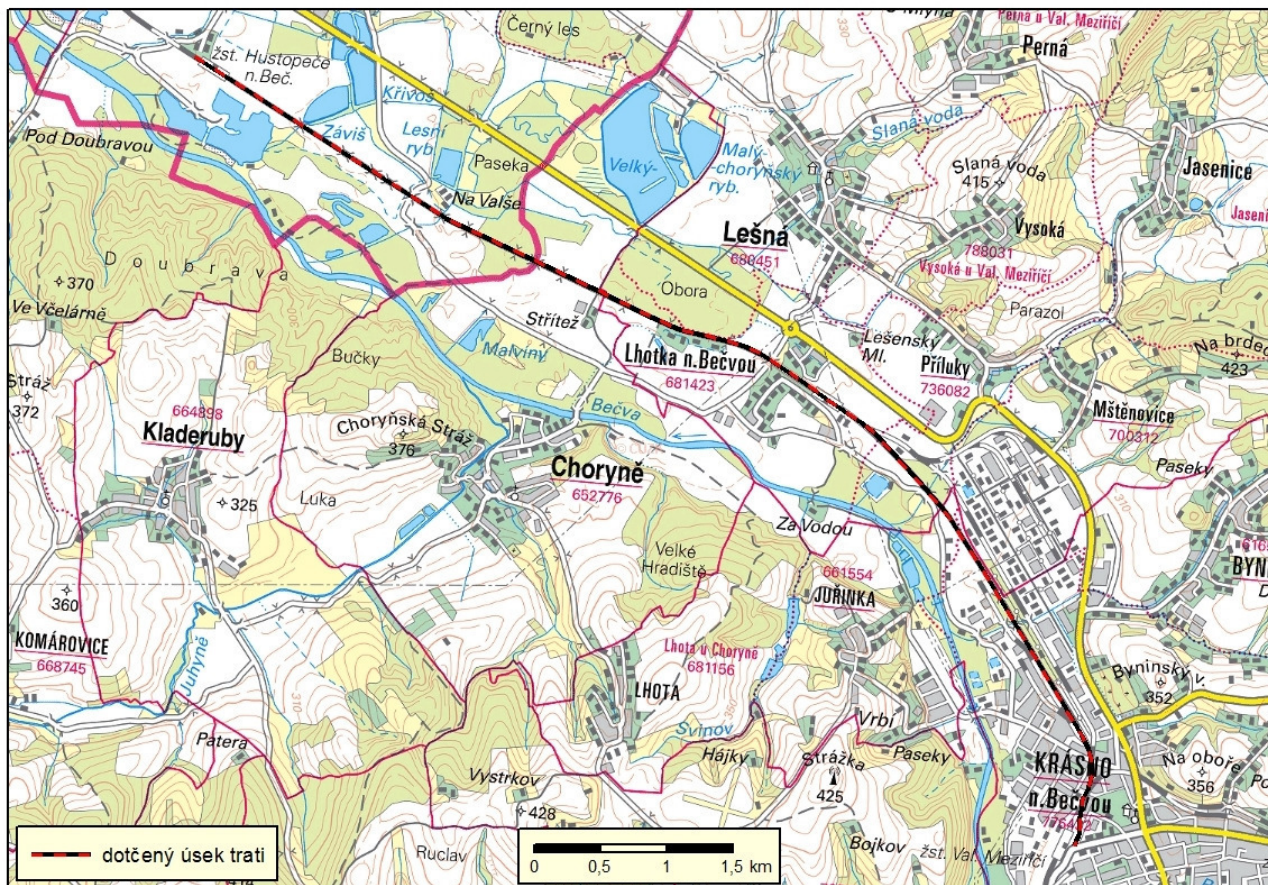 Černý les
Perná u Val. Meziříčí
Perná
žst. Hustopeče
n.Beč.
Křivoš
Záviš
Lesní
ryb.
Paseka
Velký-
Malý-
-choryňský
ryb.
Slaná voda
Slaná voda
415
Jasenice
Pod Doubravou
Na Valše
Lešná
680451
Vysoká
788031
Vysoká u Val. Meziříčí
Doubrava
370
Obora
Parazol
Ve Včelárně
Střítež
Lešenský
Ml.
Na brdec
423
Bučky
Malviny
Lhotka n.Bečvou
681423
Příluky
736082
Stráž
372
664898
Kladeruby
Bečva
Mštěnovice
700312
Choryňská Stráž
376
Choryně
652776
Paseky
325
Luka
Za Vodou
Velké
Hradiště
661554
JUŘINKA
360
KOMÁROVICE
668745
Juhyně
Lhota u Choryně
681156
310
LHOTA
Byninský v.
352
Svinov
Vrbí
Patera
Hájky
Strážka
425
Paseky
KRÁSNO
n.Bečvou
Na oboře
356
Vystrkov
428
dotčený úsek trati
0 0,5 1 1,5 km
Ruclav
Bojkov
žst. Val. Meziříčí